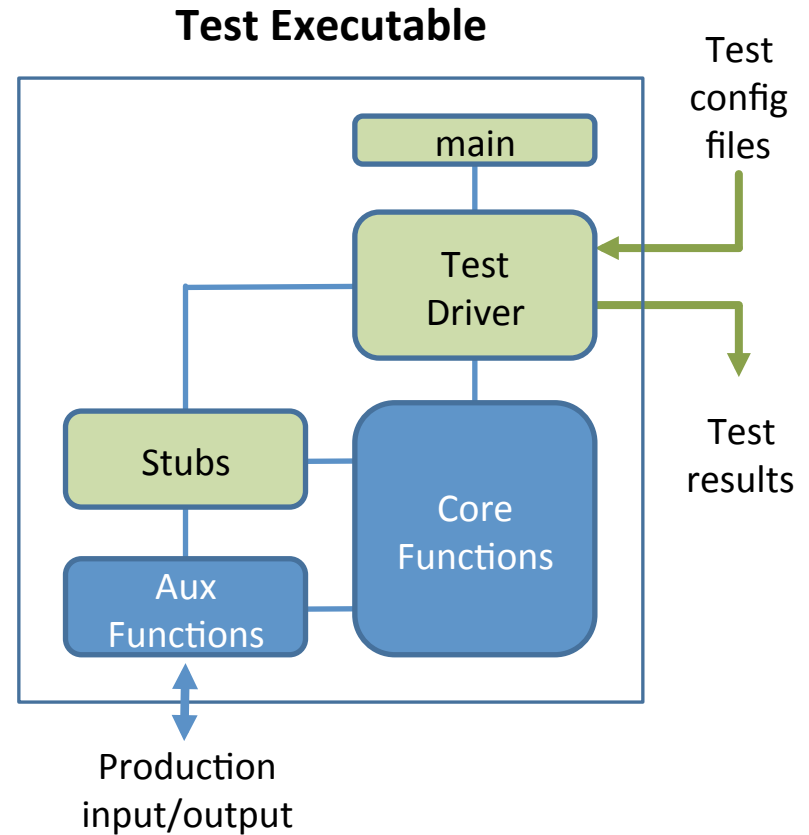 Test Executable
Test
config
files
main
Test
Driver
Stubs
Test
results
Core
Functions
Aux
Functions
Production
input/output